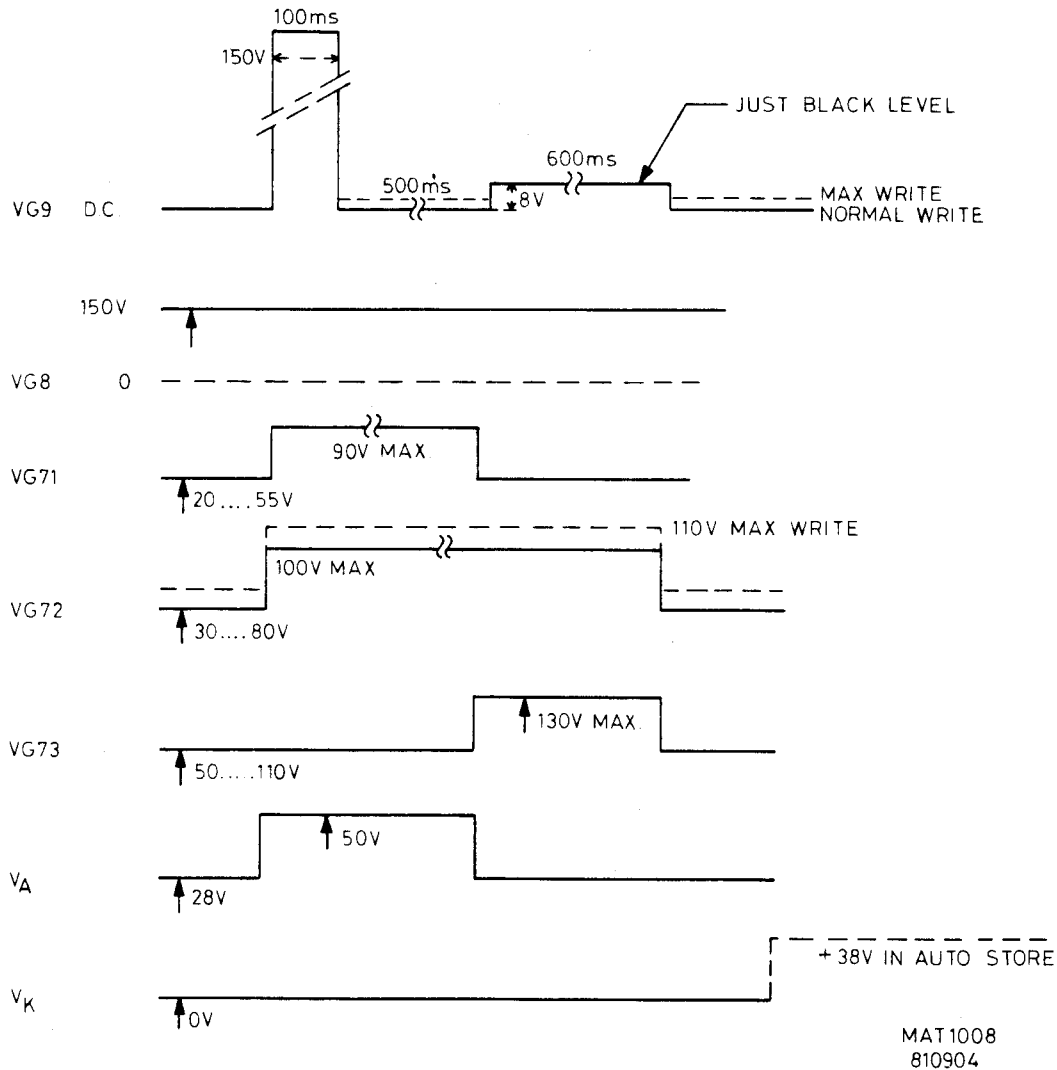 100ms
150V
JUST BLACK LEVEL
600ms
500ms
8V
MAX WRITE
VG9 D.C.
NORMAL WRITE
150V
VG8 0
90V MAX.
VG71
20....55V
110V MAX WRITE
100V MAX
VG72
30....80V
130V MAX.
VG73
50.....110V
50V
VA
28V
+38V IN AUTO STORE
VK
0V
MAT1008
810904